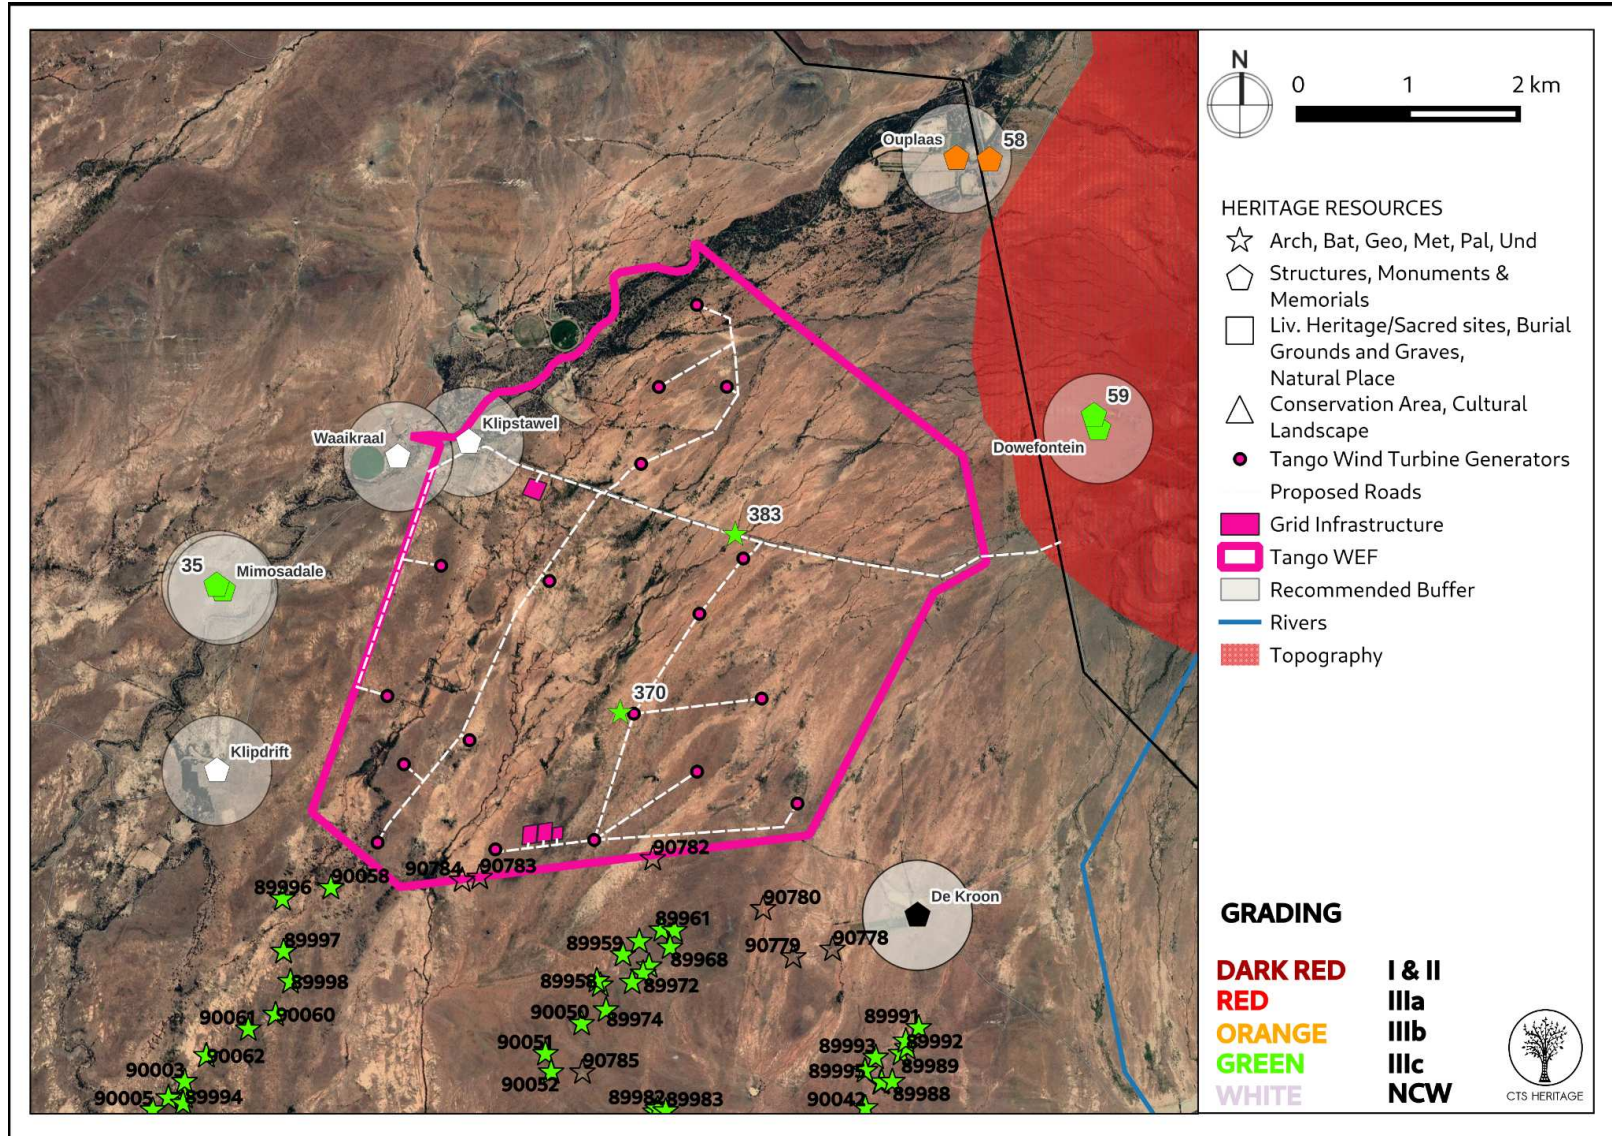 Ouplaas
58
59
Dowefontein
Klipstawel
Waaikraal
383
35
Mimosadale
370
Klipdrift
90782
90784
90783
90058
89996
90780
De Kroon
89961
89959
90779
90778
89997
89968
89998
89958
89972
90050
89974
90061
90060
89991
90051
89993
89992
90062
90785
89995
89989
90003
90052
89988
90005
89994
89982
89983
90042
N
0 1 2 km
HERITAGE RESOURCES
Arch, Bat, Geo, Met, Pal, Und
Structures, Monuments &
Memorials
Liv. Heritage/Sacred sites, Burial
Grounds and Graves,
Natural Place
Conservation Area, Cultural
Landscape
Tango Wind Turbine Generators
Proposed Roads
Grid Infrastructure
Tango WEF
Recommended Buffer
Rivers
Topography
GRADING
DARK RED I & II
RED IIIa
ORANGE IIIb
GREEN IIIc
WHITE NCW
CTS HERITAGE